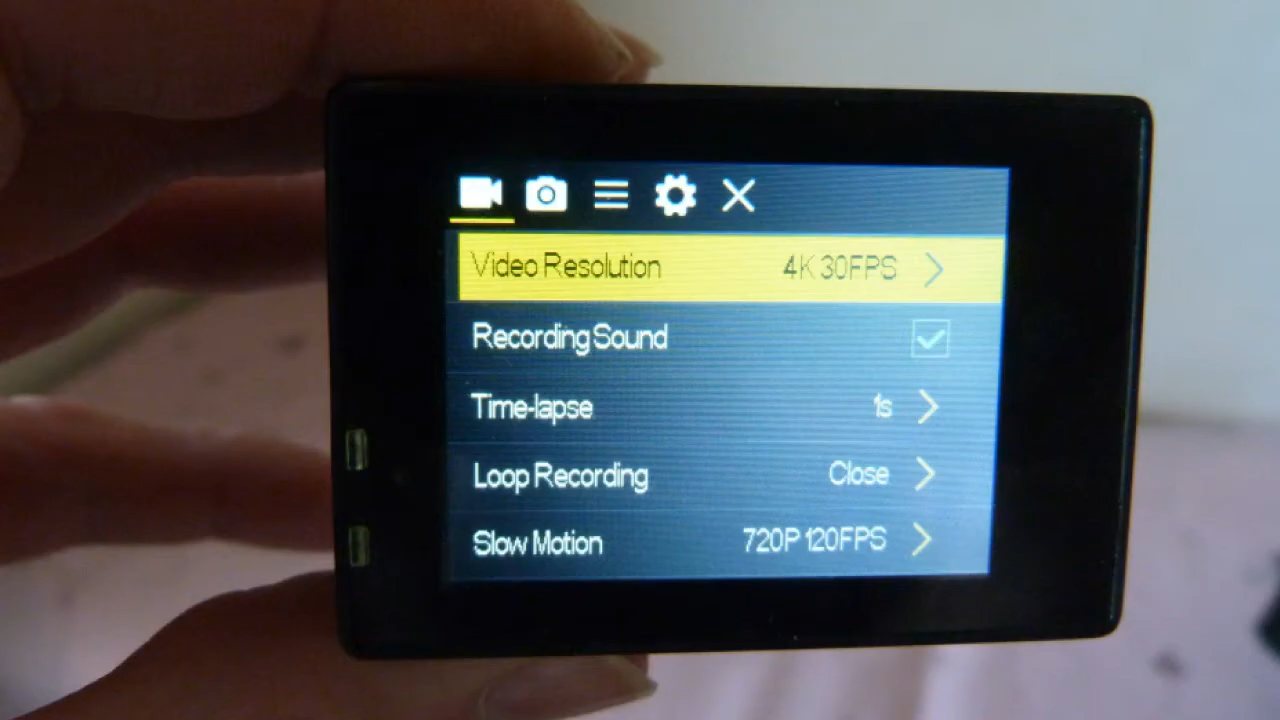 Video Resolution 4K 30FPS
Recording Sound
Time-lapse 1s
Loop Recording Close
Slow Motion 720P 120FPS